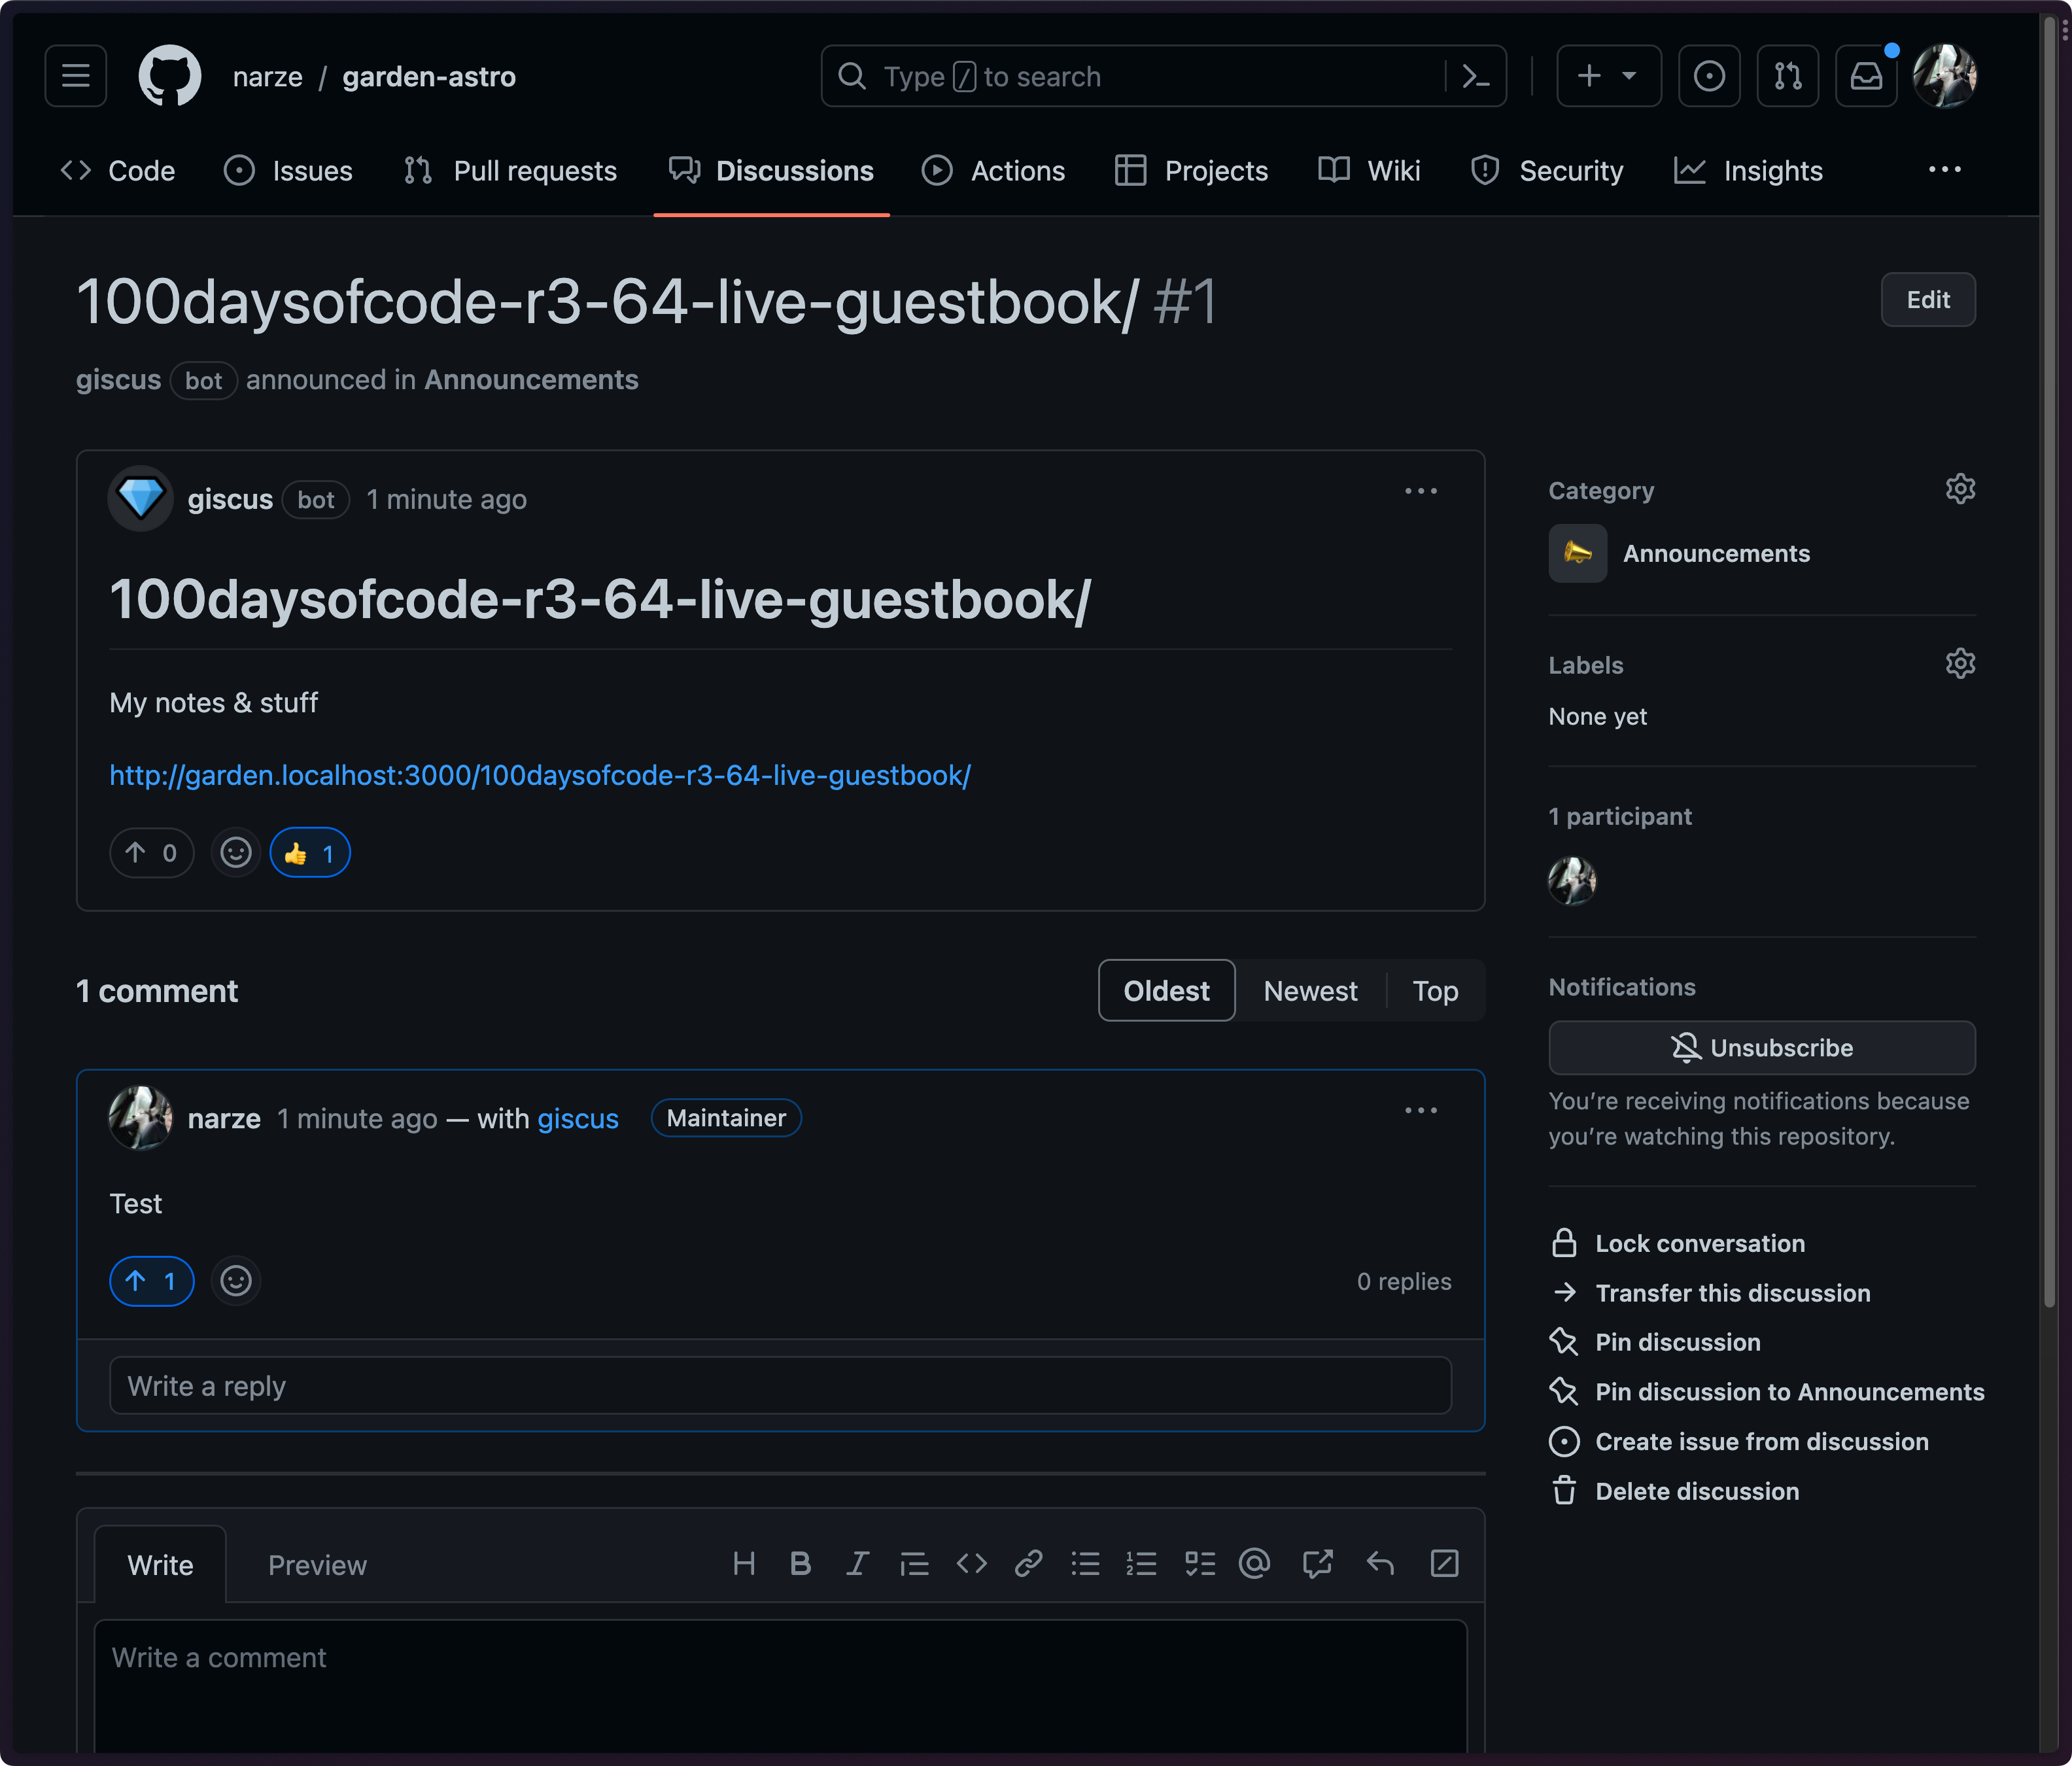 narze / garden-astro
Type / to search
Code Issues Pull requests Discussions Actions Projects Wiki Security Insights
100daysofcode-r3-64-live-guestbook/ #1
Edit
giscus bot announced in Announcements
giscus bot 1 minute ago
100daysofcode-r3-64-live-guestbook/
My notes & stuff
http://garden.localhost:3000/100daysofcode-r3-64-live-guestbook/
0 1
1 comment
Oldest Newest Top
narze 1 minute ago — with giscus Maintainer
Test
1
0 replies
Write a reply
Write Preview
Write a comment
Category
Announcements
Labels
None yet
1 participant
Notifications
Unsubscribe
You’re receiving notifications because
you’re watching this repository.
Lock conversation
Transfer this discussion
Pin discussion
Pin discussion to Announcements
Create issue from discussion
Delete discussion